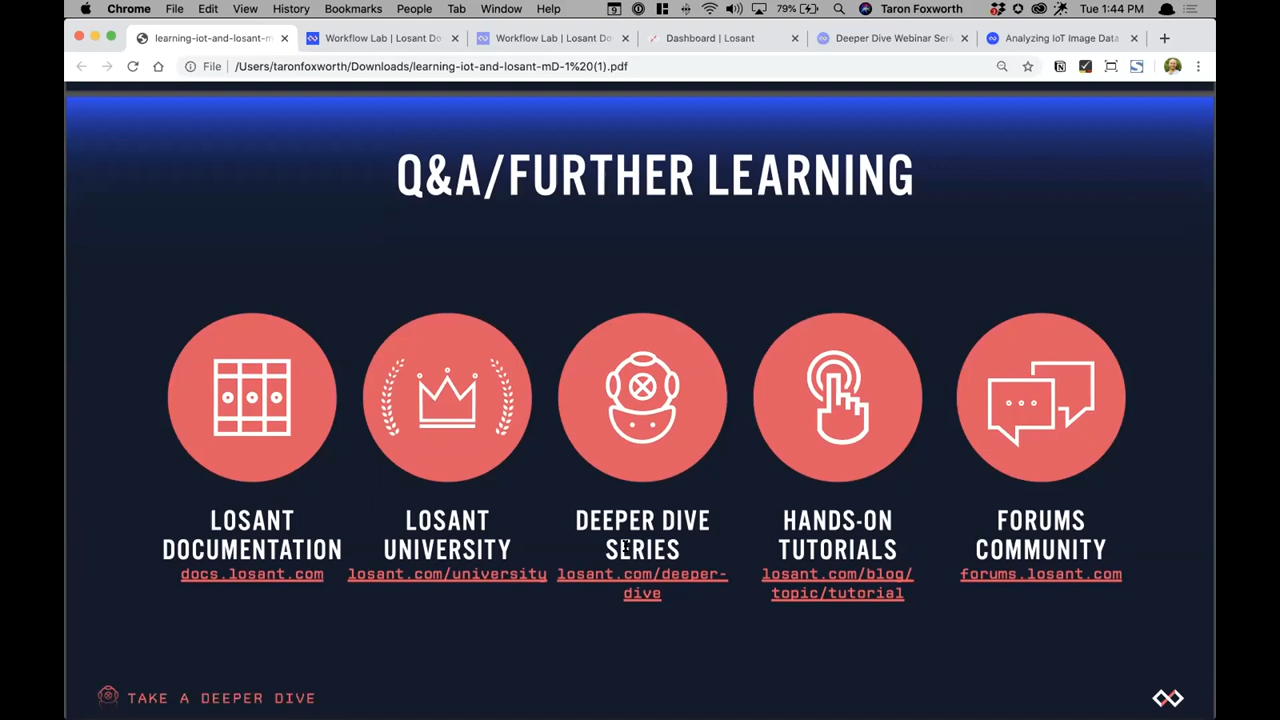 Chrome File Edit View History Bookmarks People Tab Window Help 9 79% Taron Foxworth Tue 1:44 PM
learning-iot-and-losant-m Workflow Lab | Losant Do Workflow Lab | Losant Do Dashboard | Losant Deeper Dive Webinar Seri Analyzing IoT Image Data
File /Users/taronfoxworth/Downloads/learning-iot-and-losant-mD-1%20(1).pdf
Q&A/FURTHER LEARNING
LOSANT
DOCUMENTATION
docs.losant.com
LOSANT
UNIVERSITY
losant.com/university
DEEPER DIVE
SERIES
losant.com/deeper-
dive
HANDS-ON
TUTORIALS
losant.com/blog/
topic/tutorial
FORUMS
COMMUNITY
forums.losant.com
TAKE A DEEPER DIVE